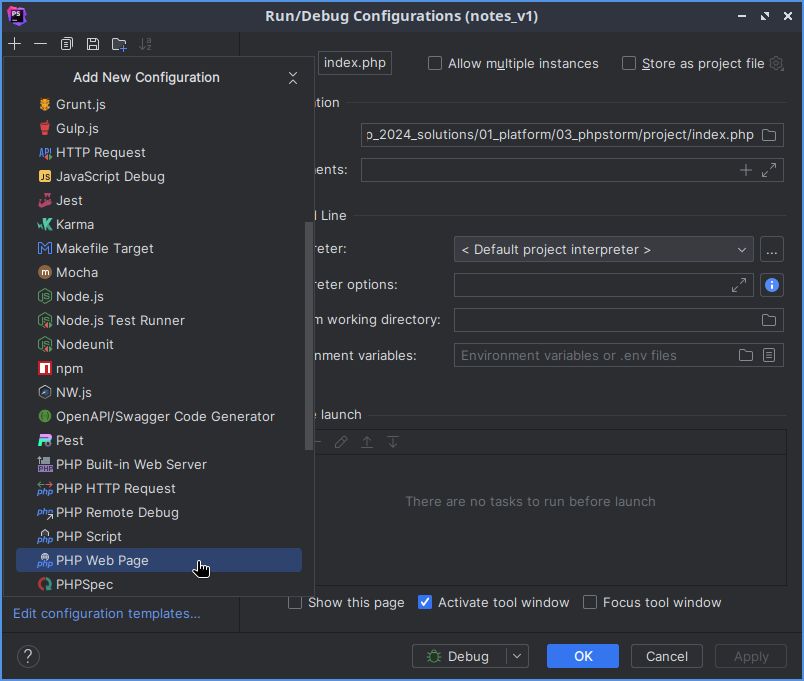 Run/Debug Configurations (notes_v1)
Add New Configuration
Grunt.js
Gulp.js
HTTP Request
JavaScript Debug
Jest
Karma
Makefile Target
Mocha
Node.js
Node.js Test Runner
Nodeunit
npm
NW.js
OpenAPI/Swagger Code Generator
Pest
PHP Built-in Web Server
PHP HTTP Request
PHP Remote Debug
PHP Script
PHP Web Page
PHPSpec
Edit configuration templates...
index.php
Allow multiple instances
Store as project file
ation
o_2024_solutions/01_platform/03_phpstorm/project/index.php
nents:
l Line
reter:
< Default project interpreter >
...
reter options:
m working directory:
nment variables:
Environment variables or .env files
e launch
There are no tasks to run before launch
Show this page
Activate tool window
Focus tool window
?
Debug
OK
Cancel
Apply